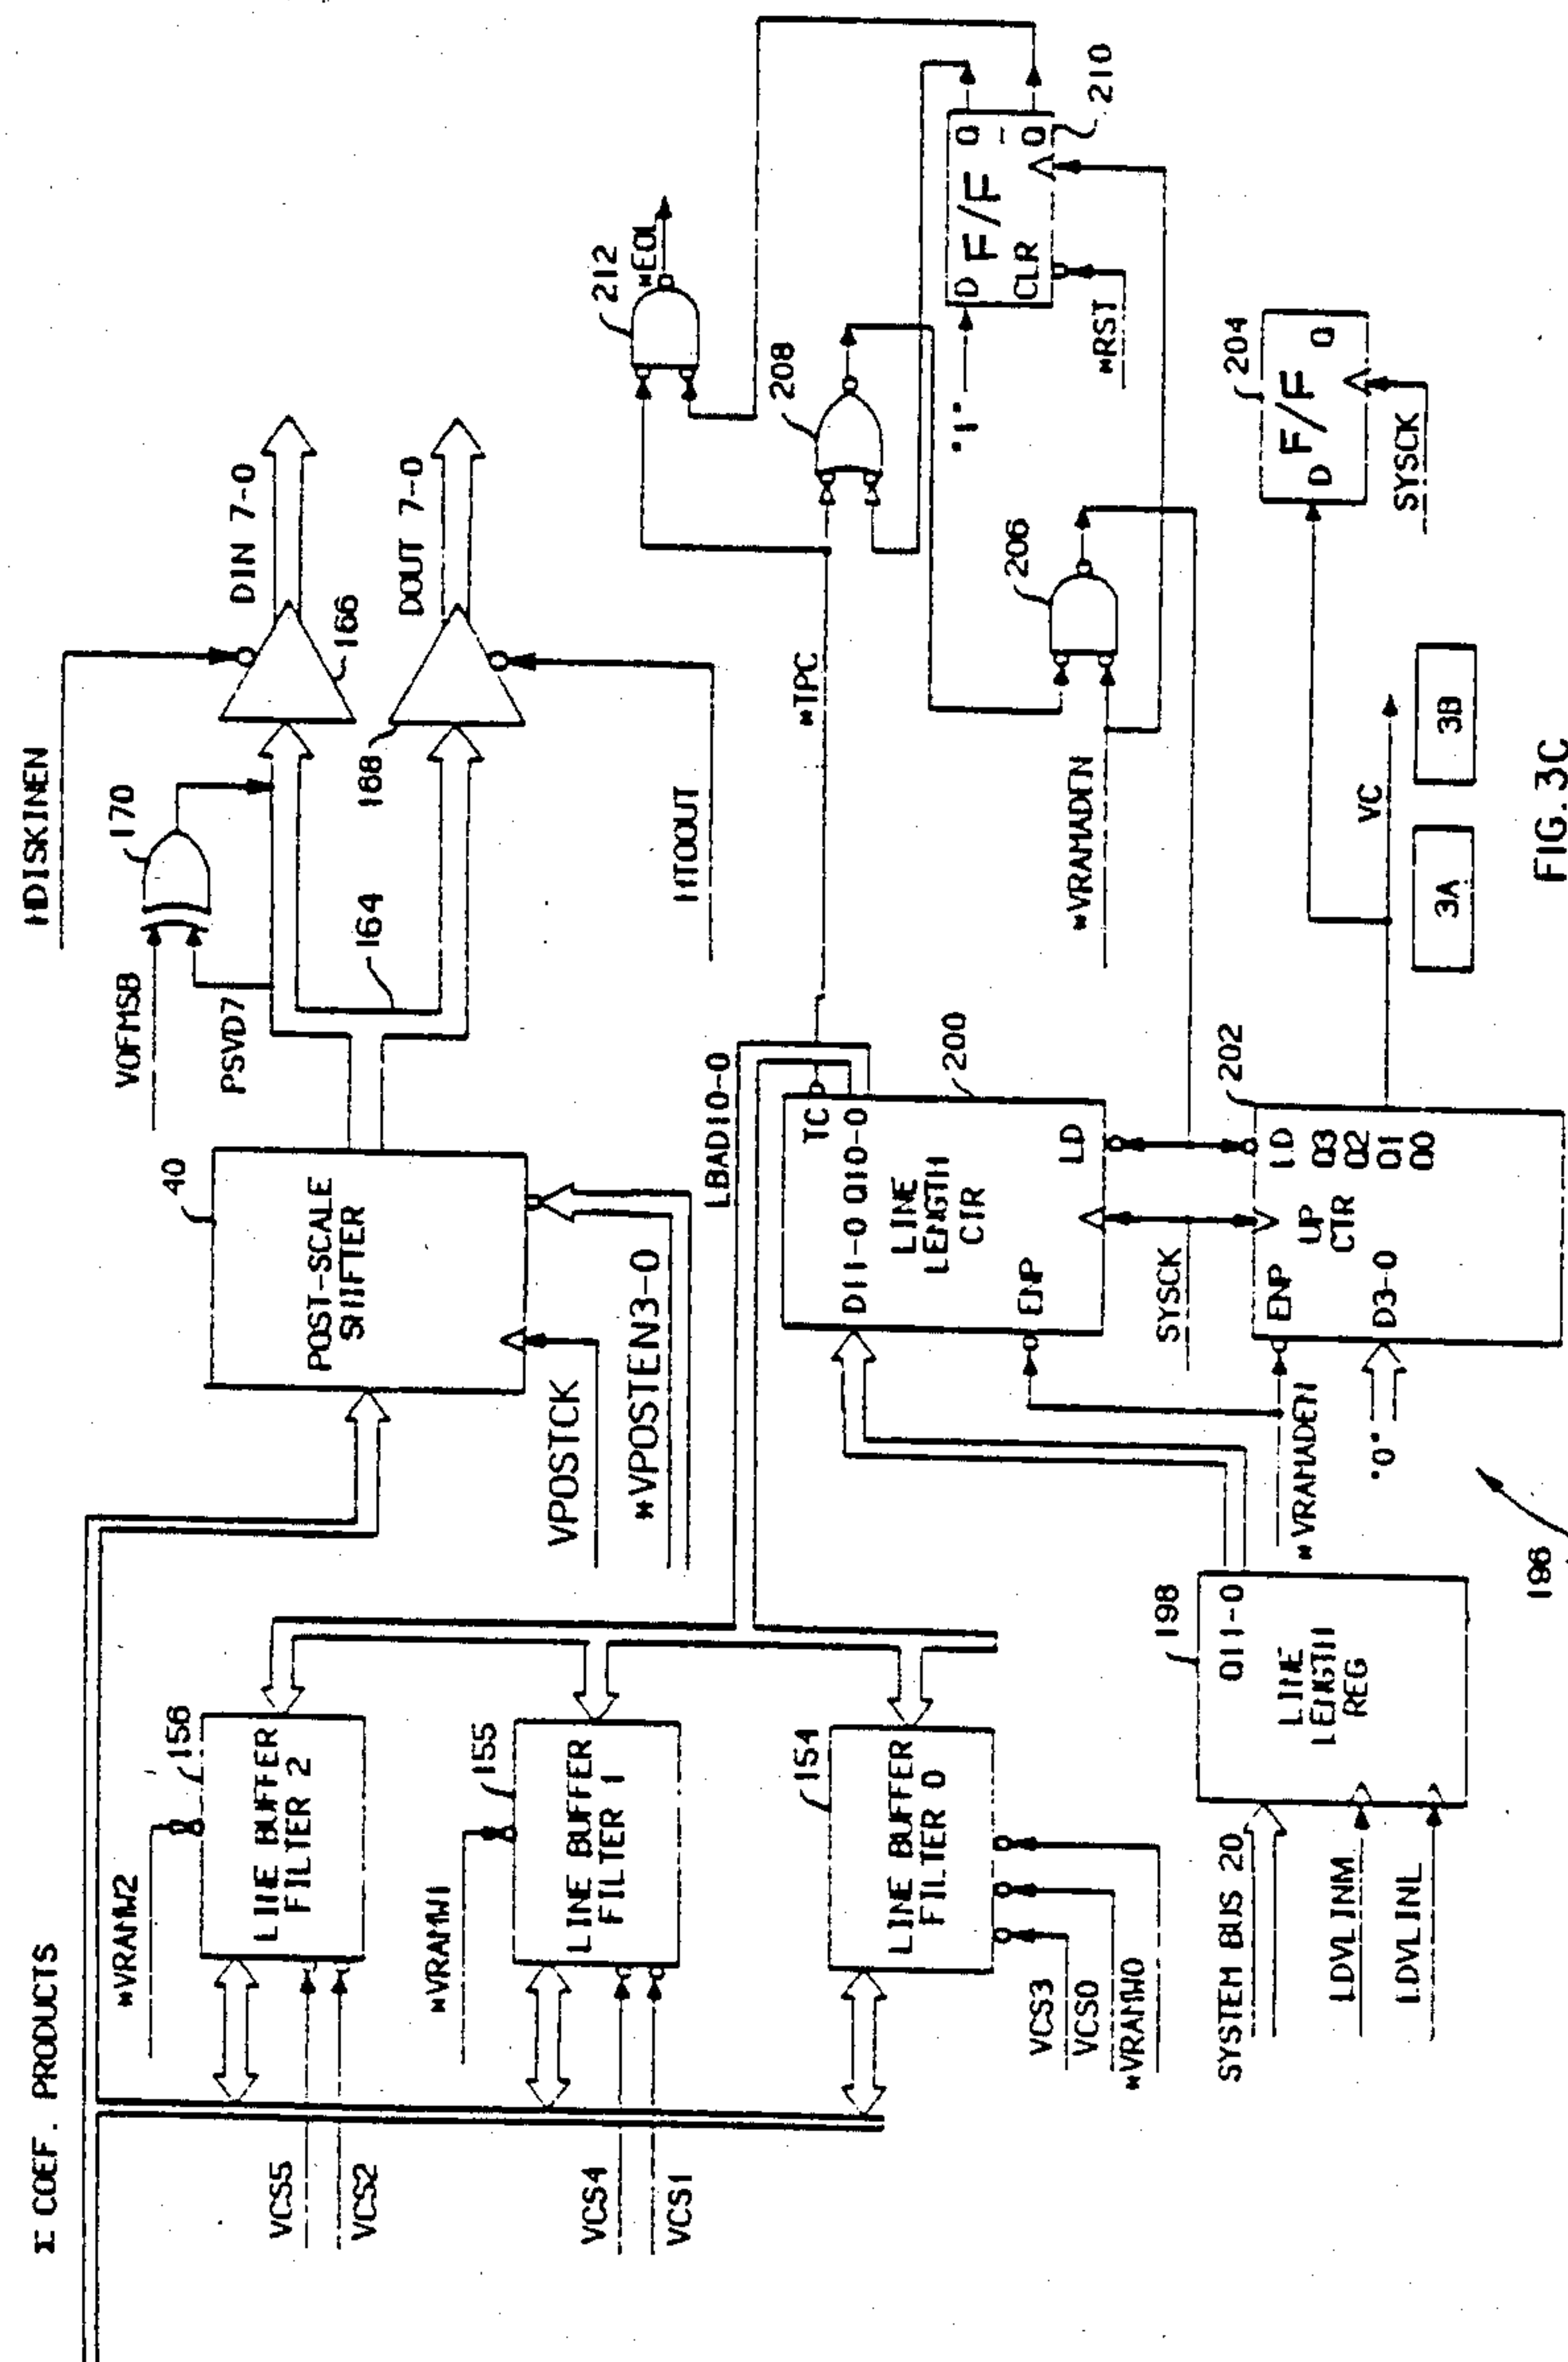 Σ COEF. PRODUCTS
*VRAMW2
156
LINE BUFFER
FILTER 2
VCS5
VCS2
*VRAMW1
155
LINE BUFFER
FILTER 1
VCS4
VCS1
154
LINE BUFFER
FILTER 0
VCS3
VCS0
*VRAMW0
40
POST-SCALE
SHIFTER
VPOSTCK
*VPOSTEN3-0
HDISKINEN
VOFMSB
170
PSVD7
164
DIN 7-0
166
DOUT 7-0
168
HTOOUT
LBAD10-0
198
SYSTEM BUS 20
Q11-0
LINE
LENGTH
REG
LDVLINM
LDVLINL
200
TC
D11-0 Q10-0
LINE
LENGTH
CTR
ENP
LD
SYSCK
202
ENP
LD
UP
CTR
Q3
Q2
Q1
Q0
D3-0
*VRAMADEN
"0"
196
*TPC
*VRAMADEN
206
208
212
*EOL
"1"
D
F/F
Q
CLR
Q
210
*RST
VC
204
D
F/F
Q
SYSCK
3A
3B
FIG. 3C